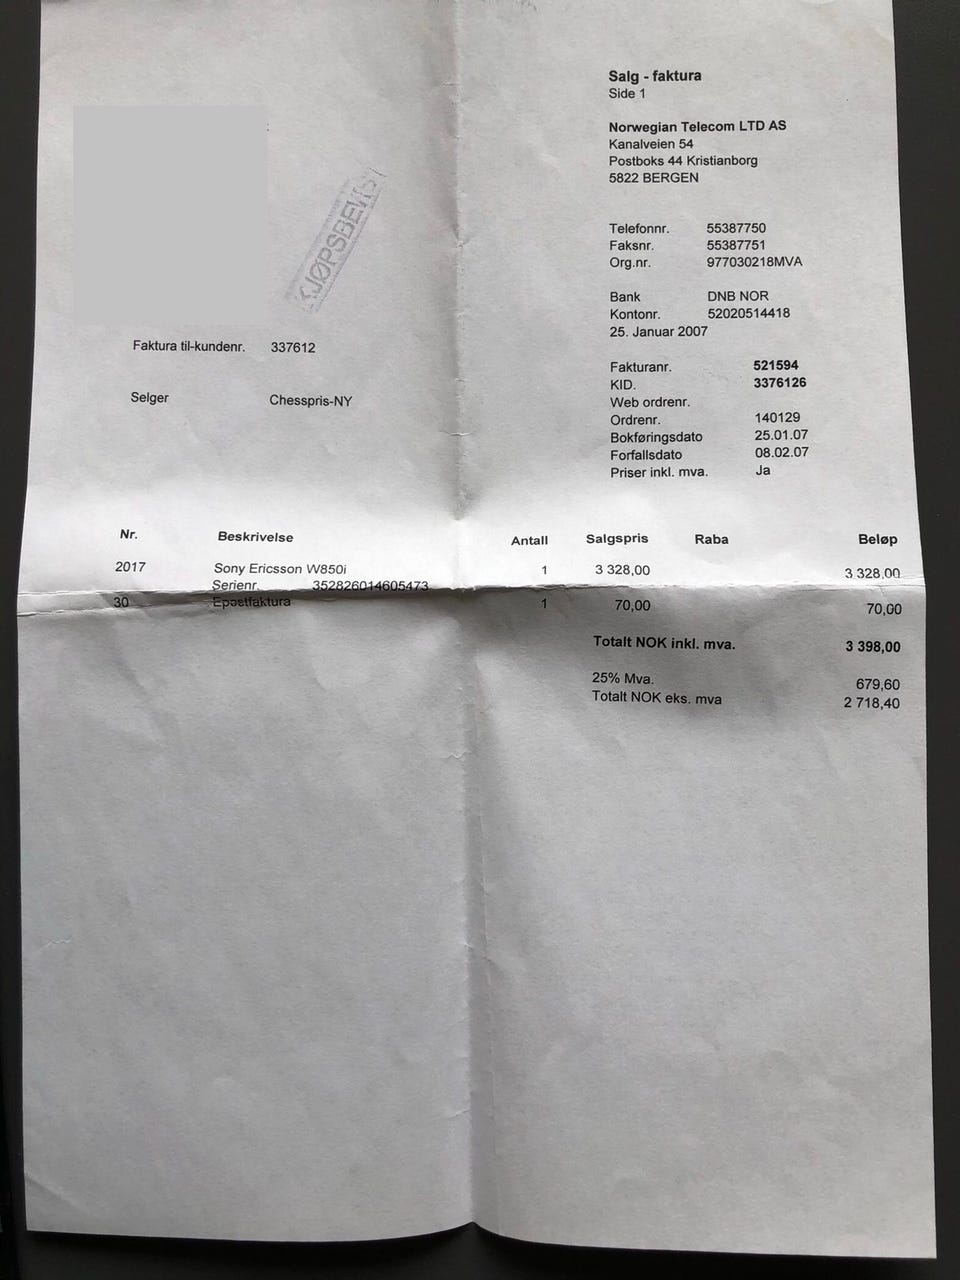 Salg - faktura
Side 1
Norwegian Telecom LTD AS
Kanalveien 54
Postboks 44 Kristianborg
5822 BERGEN
KJØPSBEVIS
Telefonnr. 55387750
Faksnr. 55387751
Org.nr. 977030218MVA
Bank DNB NOR
Kontonr. 52020514418
25. Januar 2007
Faktura til-kundenr. 337612
Fakturanr. 521594
KID. 3376126
Selger Chesspris-NY
Web ordrenr.
Ordrenr. 140129
Bokføringsdato 25.01.07
Forfallsdato 08.02.07
Priser inkl. mva. Ja
Nr. Beskrivelse Antall Salgspris Raba Beløp
2017 Sony Ericsson W850i 1 3 328,00 3 328,00
Serienr. 352826014605473
30 Epostfaktura 1 70,00 70,00
Totalt NOK inkl. mva. 3 398,00
25% Mva. 679,60
Totalt NOK eks. mva 2 718,40